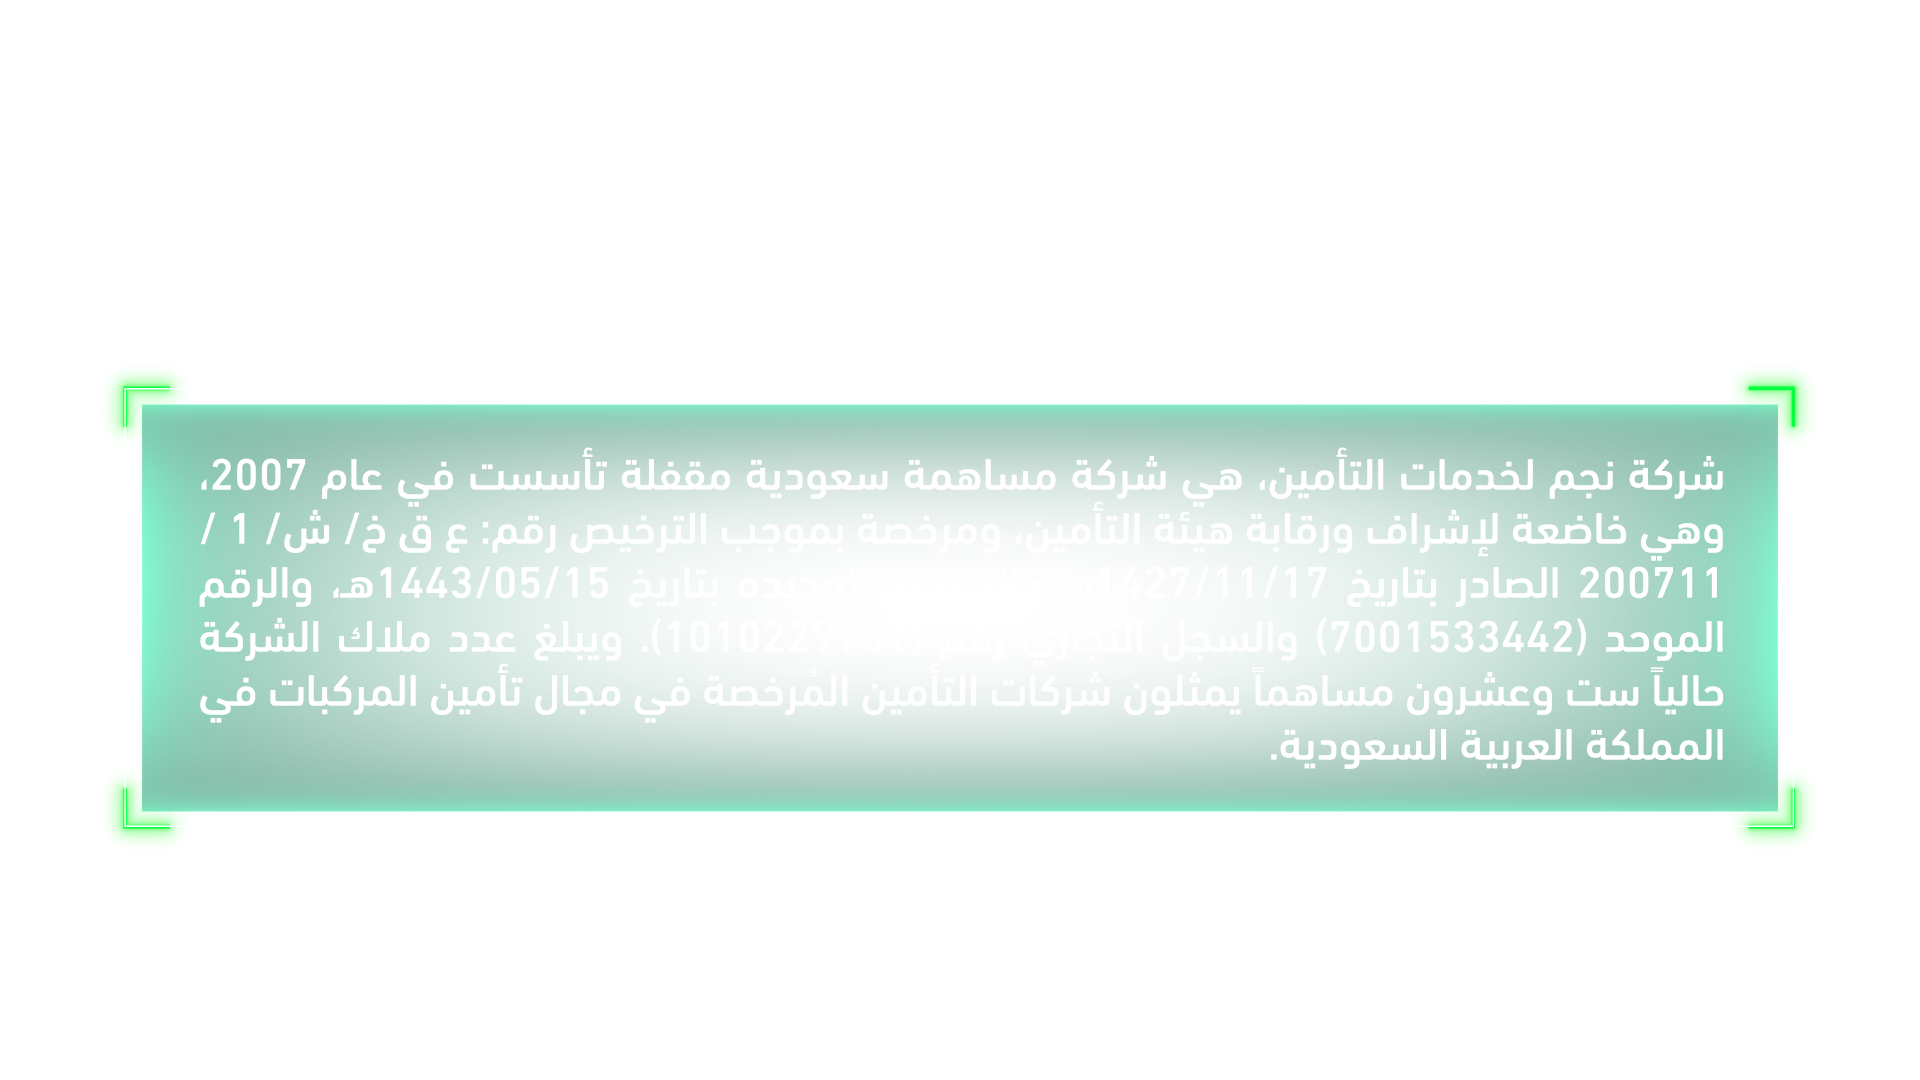 شركة نجم لخدمات التأمين، هي شركة مساهمة سعودية مقفلة تأسست في عام 2007،
وهي خاضعة لإشراف ورقابة هيئة التأمين، ومرخصة بموجب الترخيص رقم: ع ق خ/ ش/ 1 /
200711 الصادر بتاريخ 1427/11/17هـ تجديده بتاريخ 1443/05/15هـ، والرقم
الموحد (7001533442) والسجل التجاري رقم ويبلغ عدد ملاك الشركة
حالياً ست وعشرون مساهماً يمثلون شركات التأمين المُرخصة في مجال تأمين المركبات في
المملكة العربية السعودية.